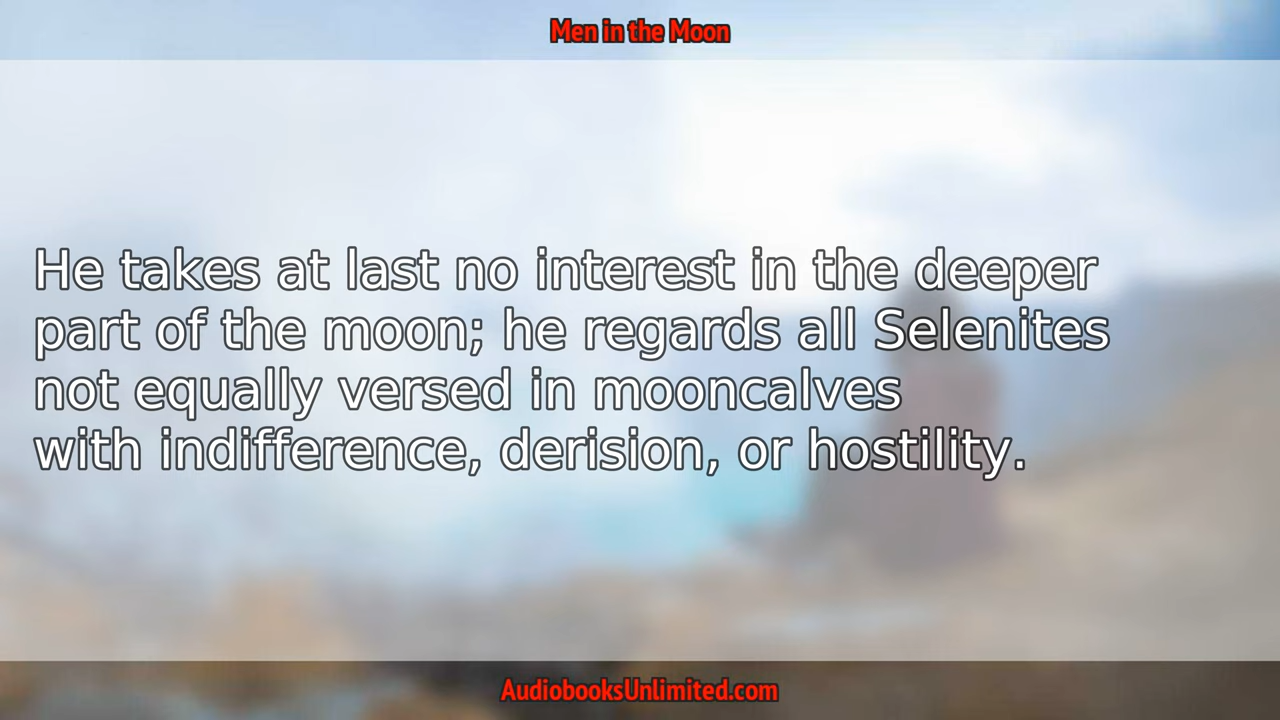 Men in the Moon
He takes at last no interest in the deeper
part of the moon; he regards all Selenites
not equally versed in mooncalves
with indifference, derision, or hostility.
AudiobooksUnlimited.com